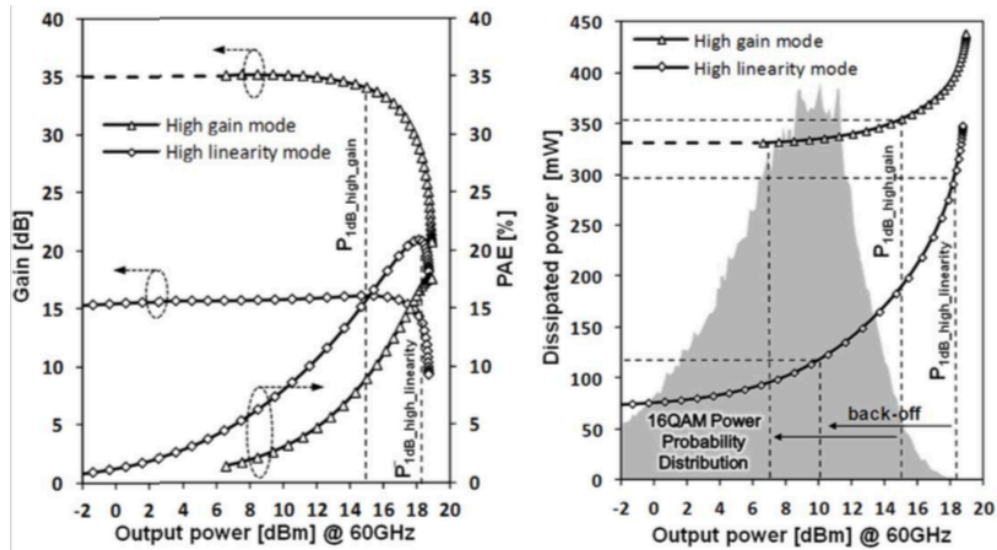 40
35
30
25
20
15
10
5
0
Gain [dB]
High gain mode
High linearity mode
P1dB_high_gain
P1dB_high_linearity
40
35
30
25
20
15
10
5
0
PAE [%]
-2 0 2 4 6 8 10 12 14 16 18 20
Output power [dBm] @ 60GHz
450
400
350
300
250
200
150
100
50
0
Dissipated power [mW]
High gain mode
High linearity mode
P1dB_high_gain
P1dB_high_linearity
back-off
16QAM Power
Probability
Distribution
-2 0 2 4 6 8 10 12 14 16 18 20
Output power [dBm] @ 60GHz